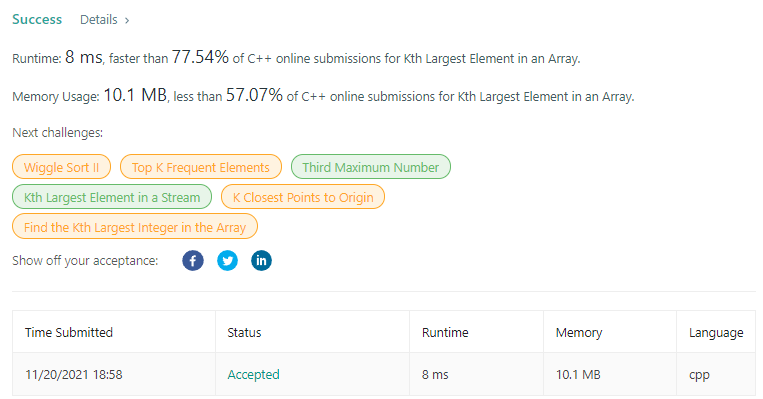 Success Details ›
Runtime: 8 ms, faster than 77.54% of C++ online submissions for Kth Largest Element in an Array.
Memory Usage: 10.1 MB, less than 57.07% of C++ online submissions for Kth Largest Element in an Array.
Next challenges:
Wiggle Sort II Top K Frequent Elements Third Maximum Number
Kth Largest Element in a Stream K Closest Points to Origin
Find the Kth Largest Integer in the Array
Show off your acceptance: f in
Time Submitted Status Runtime Memory Language
11/20/2021 18:58 Accepted 8 ms 10.1 MB cpp